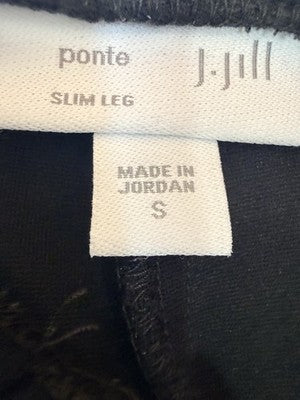 ponte J.Jill
SLIM LEG
MADE IN
JORDAN
S